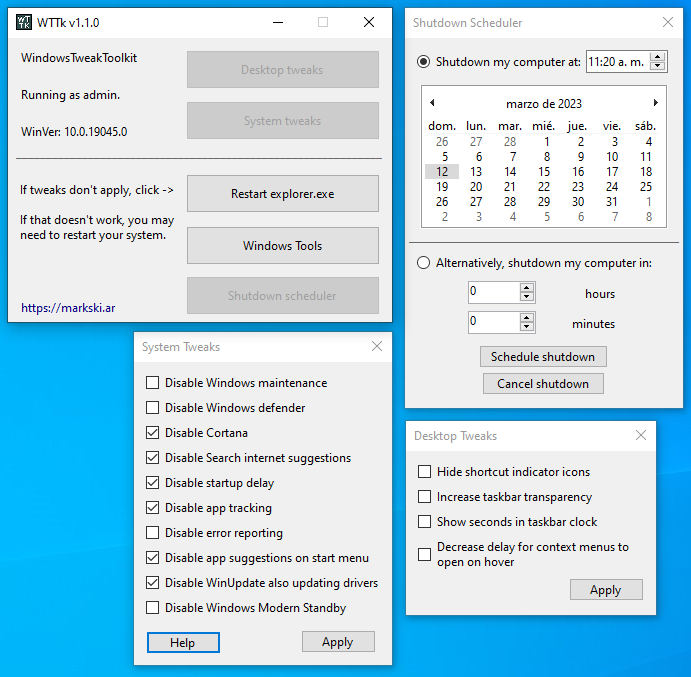 WTTk v1.1.0
WindowsTweakToolkit
Desktop tweaks
Running as admin.
System tweaks
WinVer: 10.0.19045.0
If tweaks don't apply, click ->
Restart explorer.exe
If that doesn't work, you may
need to restart your system.
Windows Tools
Shutdown scheduler
https://markski.ar
Shutdown Scheduler
Shutdown my computer at: 11:20 a. m.
marzo de 2023
dom. lun. mar. mié. jue. vie. sáb.
26 27 28 1 2 3 4
5 6 7 8 9 10 11
12 13 14 15 16 17 18
19 20 21 22 23 24 25
26 27 28 29 30 31 1
2 3 4 5 6 7 8
Alternatively, shutdown my computer in:
0 hours
0 minutes
Schedule shutdown
Cancel shutdown
System Tweaks
Disable Windows maintenance
Disable Windows defender
Disable Cortana
Disable Search internet suggestions
Disable startup delay
Disable app tracking
Disable error reporting
Disable app suggestions on start menu
Disable WinUpdate also updating drivers
Disable Windows Modern Standby
Help
Apply
Desktop Tweaks
Hide shortcut indicator icons
Increase taskbar transparency
Show seconds in taskbar clock
Decrease delay for context menus to
open on hover
Apply